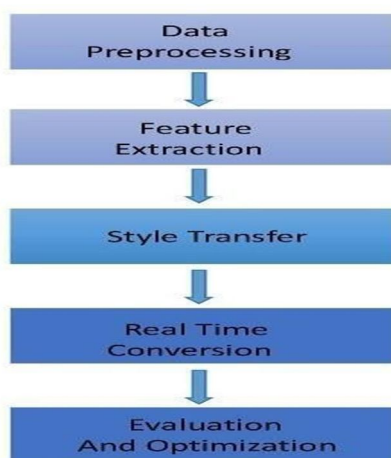 Data
Preprocessing
Feature
Extraction
Style Transfer
Real Time
Conversion
Evaluation
And Optimization